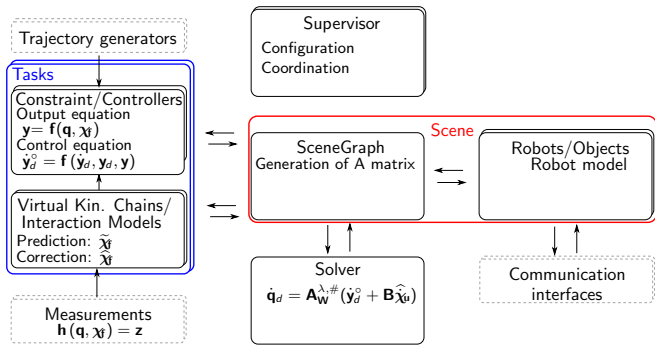 Trajectory generators
Supervisor
Configuration
Coordination
Tasks
Constraint/Controllers
Output equation
y= f(q, χf)
Control equation
ẏ°d = f (ẏd, yd, y)
Virtual Kin. Chains/
Interaction Models
Prediction: χ̃f
Correction: χ̂f
Measurements
h (q, χf) = z
Scene
SceneGraph
Generation of A matrix
Robots/Objects
Robot model
Solver
q̇d = A_W^λ,# (ẏ°d + Bχ̂̇u)
Communication
interfaces